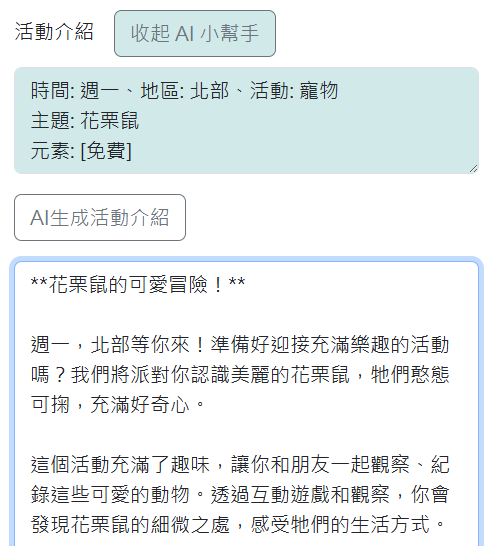 活動介紹 收起 AI 小幫手
時間: 週一、地區: 北部、活動: 寵物
主題: 花栗鼠
元素: [免費]
AI生成活動介紹
**花栗鼠的可愛冒險！**
週一，北部等你來！準備好迎接充滿樂趣的活動
嗎？我們將派對你認識美麗的花栗鼠，牠們憨態
可掬，充滿好奇心。
這個活動充滿了趣味，讓你和朋友一起觀察、紀
錄這些可愛的動物。透過互動遊戲和觀察，你會
發現花栗鼠的細微之處，感受牠們的生活方式。